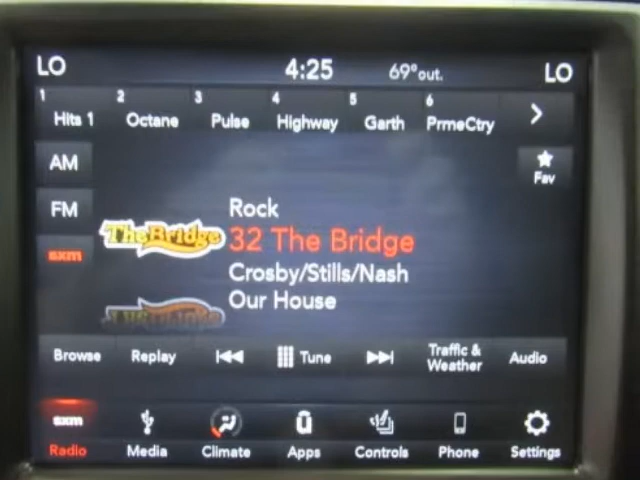 LO 4:25 69°out. LO
1 2 3 4 5 6
Hits 1 Octane Pulse Highway Garth PrmeCtry
AM
Fav
FM
Rock
TheBridge
32 The Bridge
sxm
Crosby/Stills/Nash
Our House
Browse Replay Tune Traffic & Weather Audio
sxm
Radio Media Climate Apps Controls Phone Settings